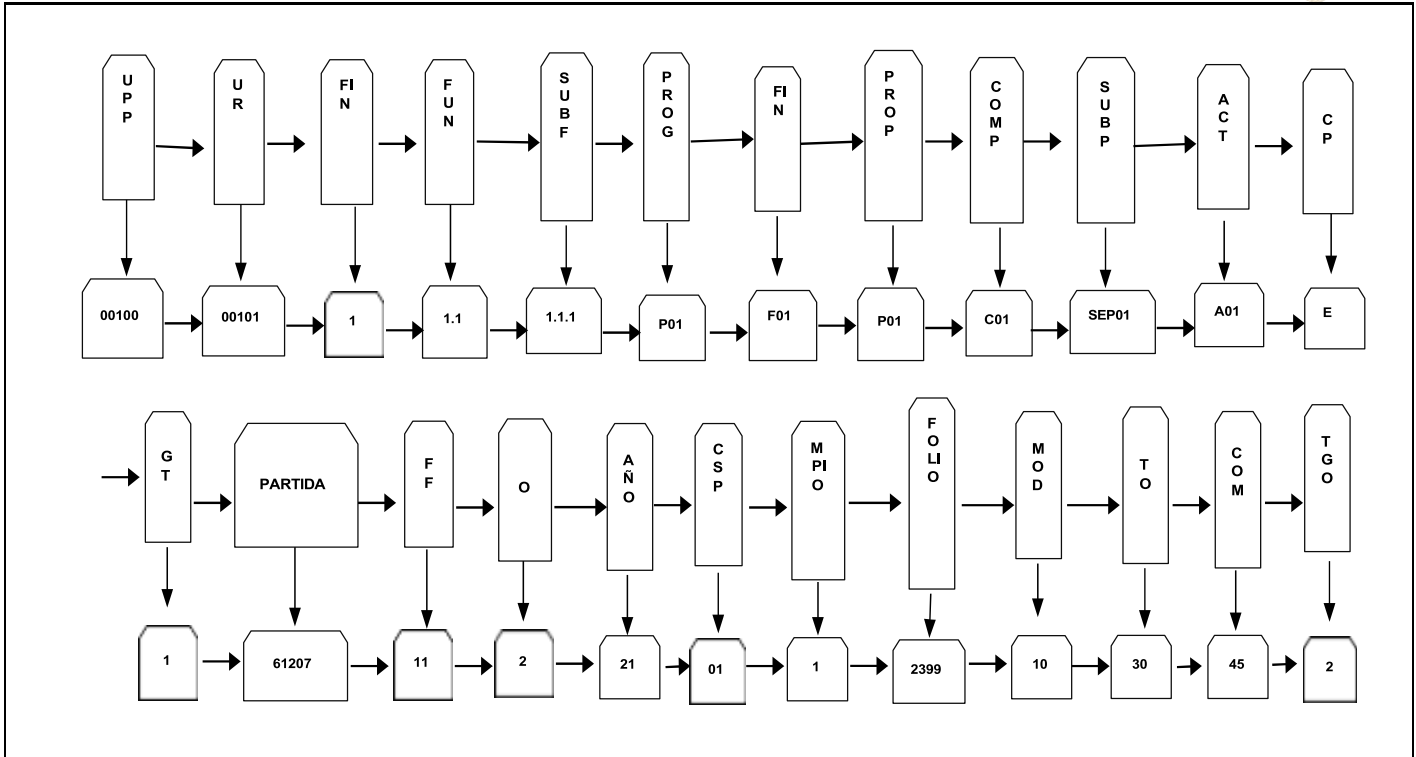 UPP
UR
FIN
FUN
SUBF
PROG
FIN
PROP
COMP
SUBP
ACT
CP
00100
00101
1
1.1
1.1.1
P01
F01
P01
C01
SEP01
A01
E
GT
PARTIDA
FF
O
AÑO
CSP
MPIO
FOLIO
MOD
TO
COM
TGO
1
61207
11
2
21
01
1
2399
10
30
45
2